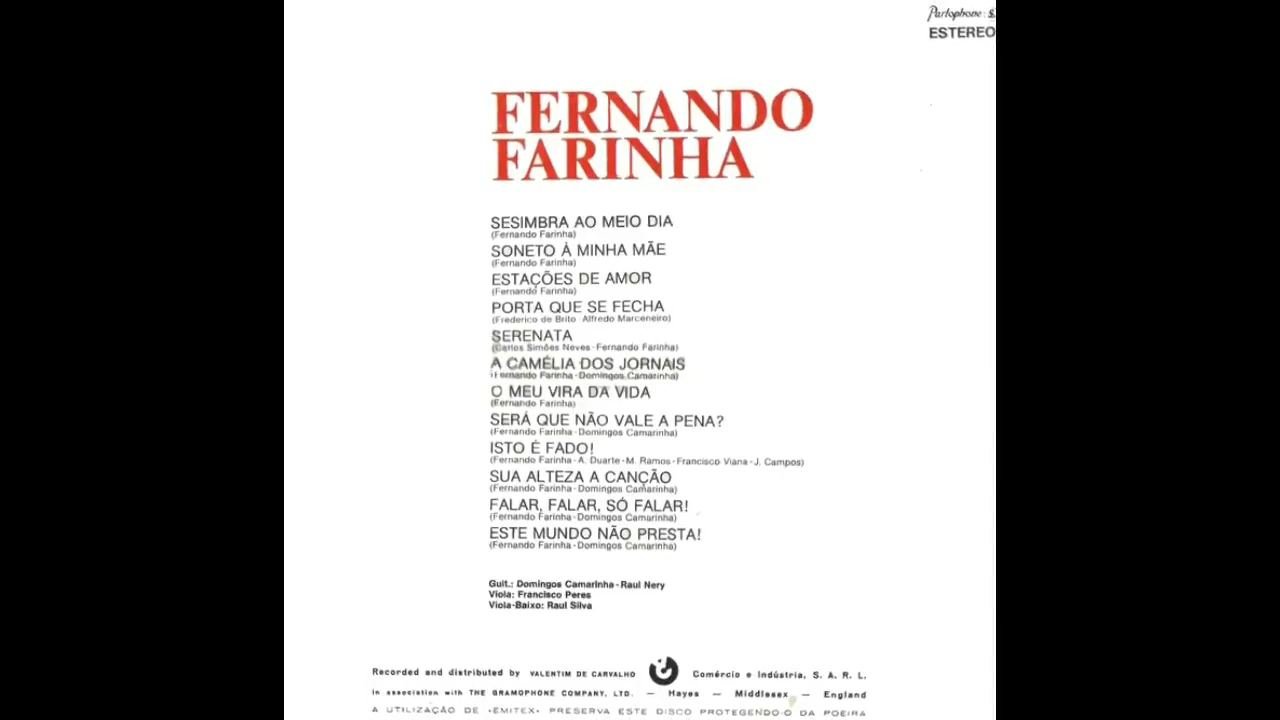 Parlophone: S
ESTEREO
FERNANDO
FARINHA
SESIMBRA AO MEIO DIA
(Fernando Farinha)
SONETO À MINHA MÃE
(Fernando Farinha)
ESTAÇÕES DE AMOR
(Fernando Farinha)
PORTA QUE SE FECHA
(Frederico de Brito - Alfredo Marceneiro)
SERENATA
(Carlos Simões Neves - Fernando Farinha)
A CAMÉLIA DOS JORNAIS
(Fernando Farinha - Domingos Camarinha)
O MEU VIRA DA VIDA
(Fernando Farinha)
SERÁ QUE NÃO VALE A PENA?
(Fernando Farinha - Domingos Camarinha)
ISTO É FADO!
(Fernando Farinha - A. Duarte - M. Ramos - Francisco Viana - J. Campos)
SUA ALTEZA A CANÇÃO
(Fernando Farinha - Domingos Camarinha)
FALAR, FALAR, SÓ FALAR!
(Fernando Farinha - Domingos Camarinha)
ESTE MUNDO NÃO PRESTA!
(Fernando Farinha - Domingos Camarinha)
Guit.: Domingos Camarinha - Raul Nery
Viola: Francisco Peres
Viola-Baixo: Raul Silva
Recorded and distributed by VALENTIM DE CARVALHO Comércio e Indústria, S. A. R. L.
in association with THE GRAMOPHONE COMPANY, LTD. — Hayes — Middlesex — England
A UTILIZAÇÃO DE «EMITEX» PRESERVA ESTE DISCO PROTEGENDO-O DA POEIRA